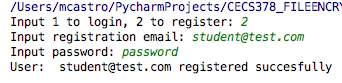 /Users/mcastro/PycharmProjects/CECS378_FILEENCRY
Input 1 to login, 2 to register: 2
Input registration email: student@test.com
Input password: password
User:  student@test.com registered succesfully